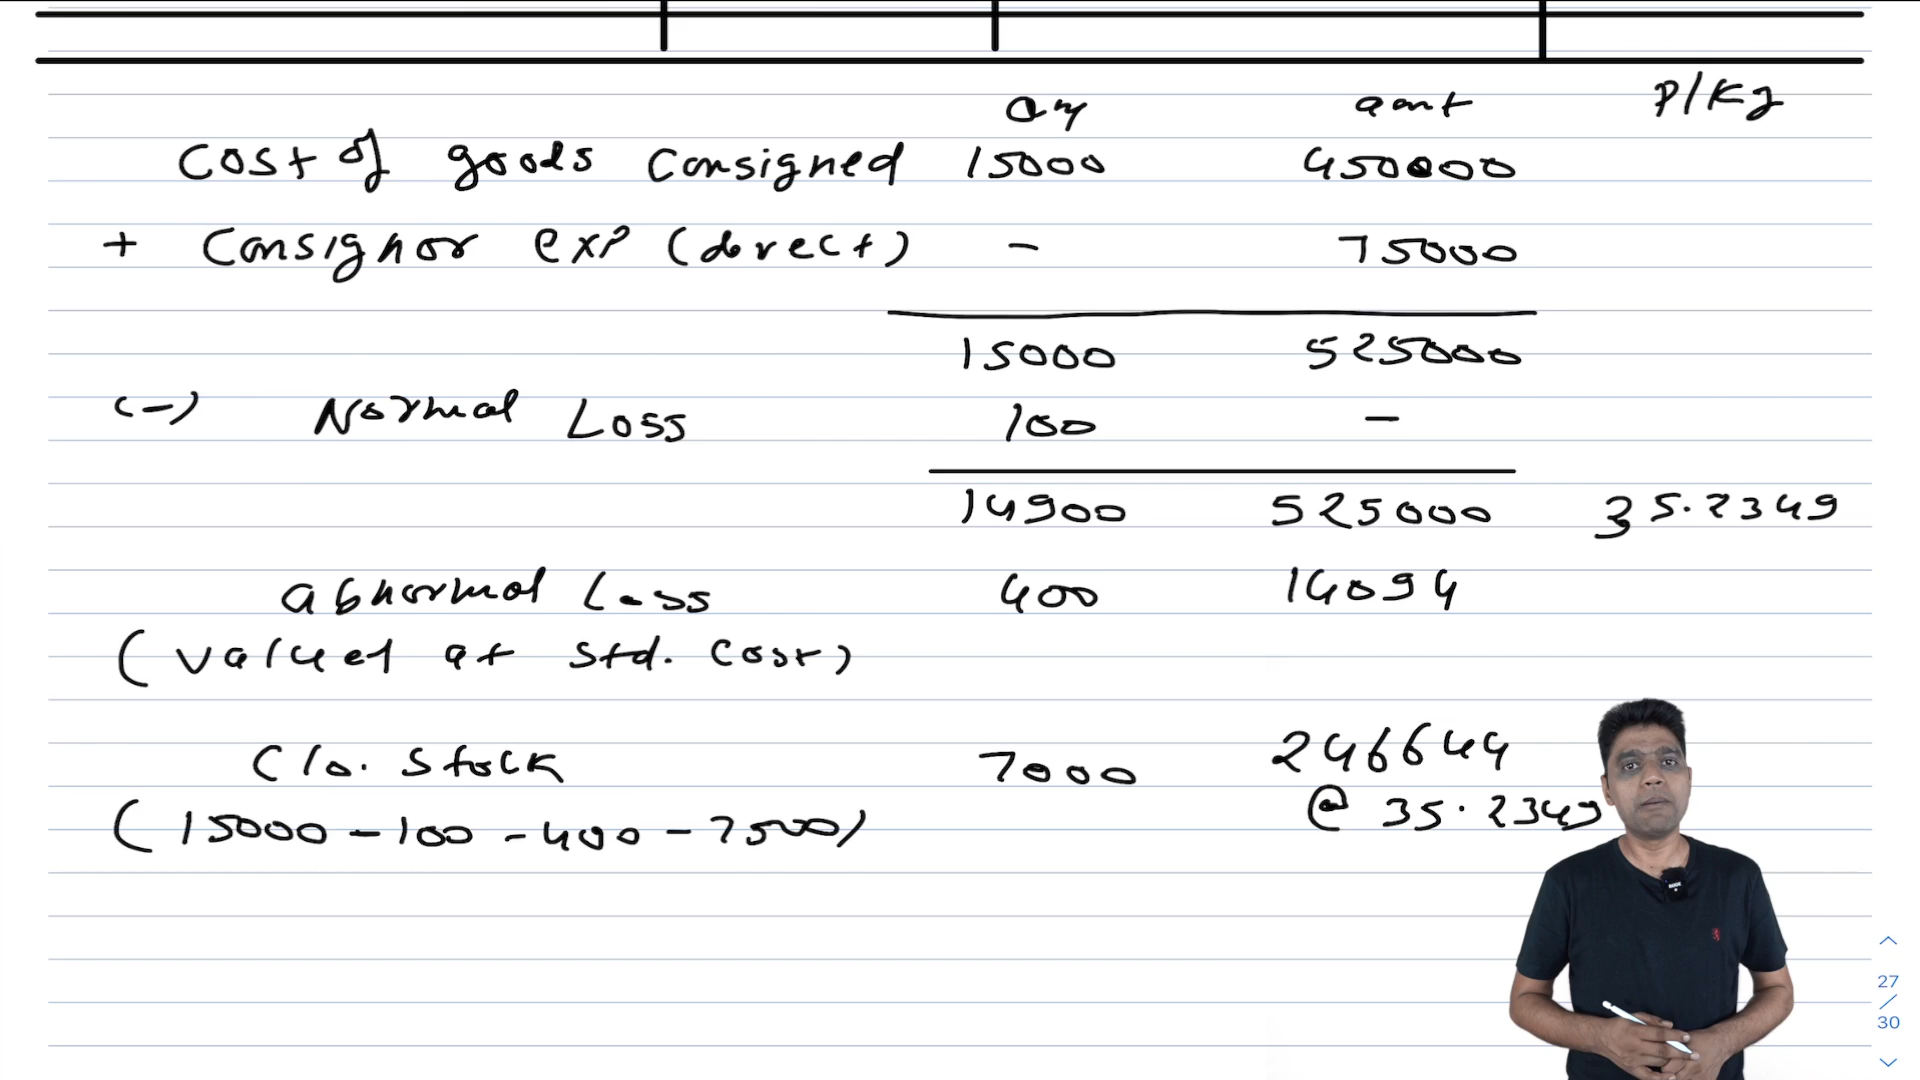 Qty amt P/Kg
Cost of goods Consigned 15000 450000
+ Consignor exp (direct) - 75000
15000 525000
(-) Normal Loss 100 -
14900 525000 35.2349
abnormal Loss 400 14094
(valued at std. Cost)
Clo. Stock 7000 246644
(15000 - 100 - 400 - 7500) @ 35.2349
27
/
30